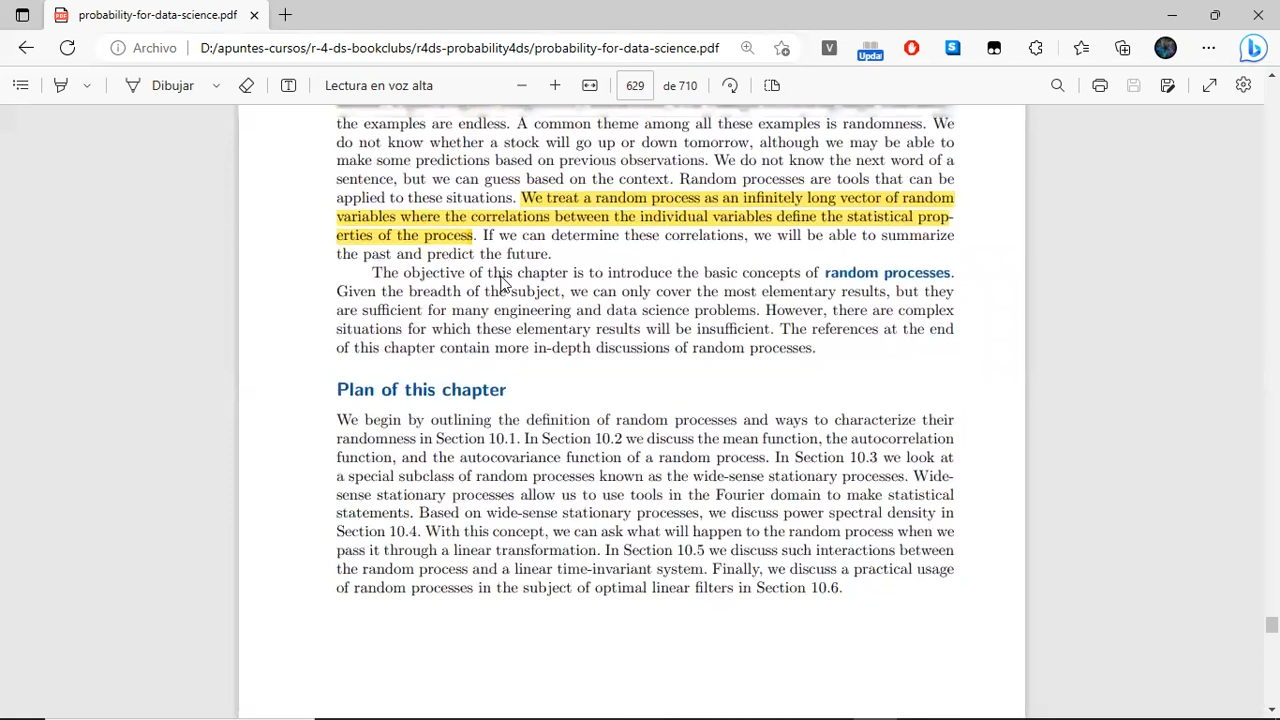 probability-for-data-science.pdf
Archivo D:/apuntes-cursos/r-4-ds-bookclubs/r4ds-probability4ds/probability-for-data-science.pdf
V
Updat
S
Dibujar
Lectura en voz alta
629 de 710
the examples are endless. A common theme among all these examples is randomness. We
do not know whether a stock will go up or down tomorrow, although we may be able to
make some predictions based on previous observations. We do not know the next word of a
sentence, but we can guess based on the context. Random processes are tools that can be
applied to these situations. We treat a random process as an infinitely long vector of random
variables where the correlations between the individual variables define the statistical prop-
erties of the process. If we can determine these correlations, we will be able to summarize
the past and predict the future.
The objective of this chapter is to introduce the basic concepts of random processes.
Given the breadth of the subject, we can only cover the most elementary results, but they
are sufficient for many engineering and data science problems. However, there are complex
situations for which these elementary results will be insufficient. The references at the end
of this chapter contain more in-depth discussions of random processes.
Plan of this chapter
We begin by outlining the definition of random processes and ways to characterize their
randomness in Section 10.1. In Section 10.2 we discuss the mean function, the autocorrelation
function, and the autocovariance function of a random process. In Section 10.3 we look at
a special subclass of random processes known as the wide-sense stationary processes. Wide-
sense stationary processes allow us to use tools in the Fourier domain to make statistical
statements. Based on wide-sense stationary processes, we discuss power spectral density in
Section 10.4. With this concept, we can ask what will happen to the random process when we
pass it through a linear transformation. In Section 10.5 we discuss such interactions between
the random process and a linear time-invariant system. Finally, we discuss a practical usage
of random processes in the subject of optimal linear filters in Section 10.6.